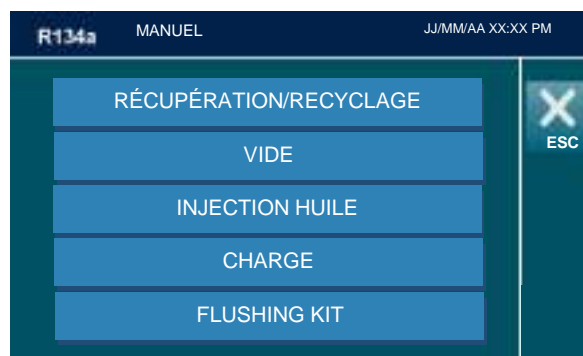 R134a MANUEL JJ/MM/AA XX:XX PM
RÉCUPÉRATION/RECYCLAGE
ESC
VIDE
INJECTION HUILE
CHARGE
FLUSHING KIT